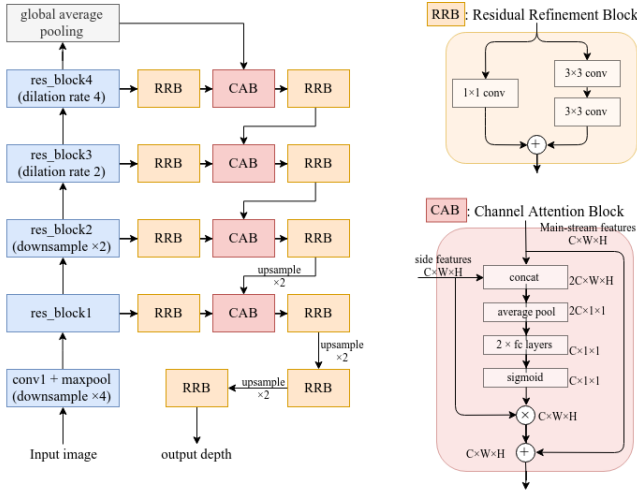 global average
pooling
res_block4
(dilation rate 4)
RRB
CAB
RRB
res_block3
(dilation rate 2)
RRB
CAB
RRB
res_block2
(downsample ×2)
RRB
CAB
RRB
upsample
×2
res_block1
RRB
CAB
RRB
upsample
×2
conv1 + maxpool
(downsample ×4)
RRB
upsample
×2
RRB
Input image
output depth
RRB : Residual Refinement Block
1×1 conv
3×3 conv
3×3 conv
+
CAB : Channel Attention Block
Main-stream features
C×W×H
side features
C×W×H
concat
2C×W×H
average pool
2C×1×1
2 × fc layers
C×1×1
sigmoid
C×1×1
×
C×W×H
C×W×H
+